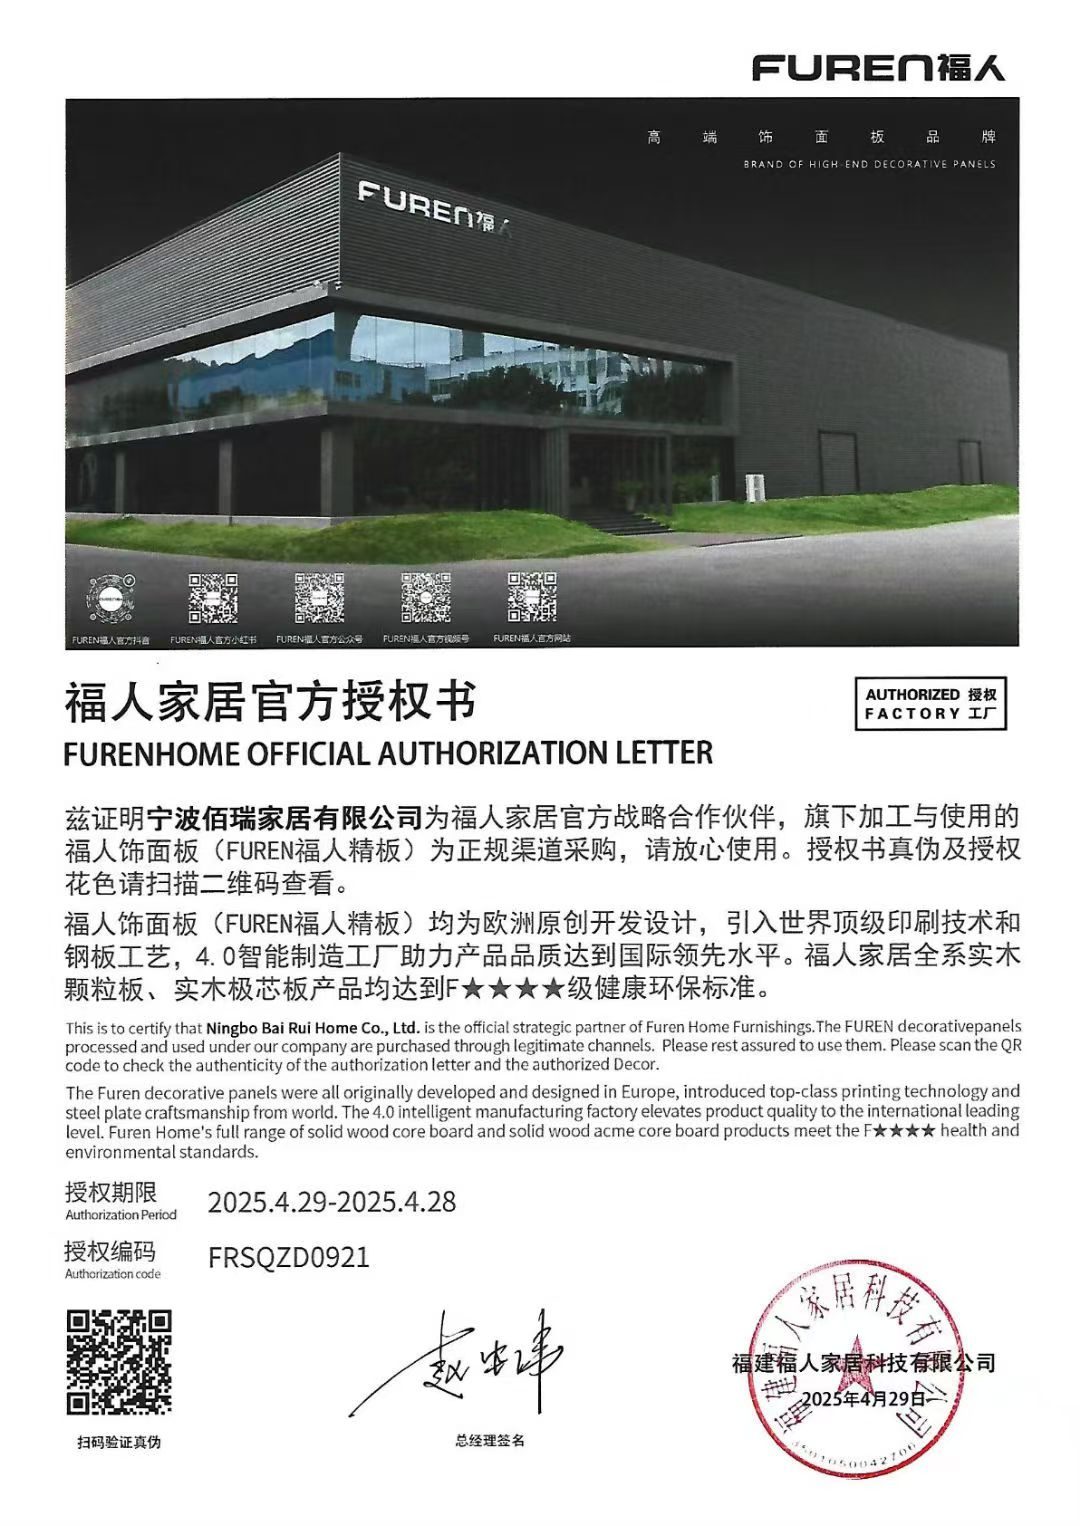 FUREN福人
高端饰面板品牌
BRAND OF HIGH-END DECORATIVE PANELS
FUREN福人
FUREN福人官方抖音
FUREN福人官方小红书
FUREN福人官方公众号
FUREN福人官方视频号
FUREN福人官方网站
福人家居官方授权书
AUTHORIZED 授权
FACTORY 工厂
FURENHOME OFFICIAL AUTHORIZATION LETTER
兹证明宁波佰瑞家居有限公司为福人家居官方战略合作伙伴，旗下加工与使用的
福人饰面板（FUREN福人精板）为正规渠道采购，请放心使用。授权书真伪及授权
花色请扫描二维码查看。
福人饰面板（FUREN福人精板）均为欧洲原创开发设计，引入世界顶级印刷技术和
钢板工艺，4.0智能制造工厂助力产品品质达到国际领先水平。福人家居全系实木
颗粒板、实木极芯板产品均达到F★★★★级健康环保标准。
This is to certify that Ningbo Bai Rui Home Co., Ltd. is the official strategic partner of Furen Home Furnishings.The FUREN decorativepanels
processed and used under our company are purchased through legitimate channels. Please rest assured to use them. Please scan the QR
code to check the authenticity of the authorization letter and the authorized Decor.
The Furen decorative panels were all originally developed and designed in Europe, introduced top-class printing technology and
steel plate craftsmanship from world. The 4.0 intelligent manufacturing factory elevates product quality to the international leading
level. Furen Home's full range of solid wood core board and solid wood acme core board products meet the F★★★★ health and
environmental standards.
授权期限
Authorization Period
2025.4.29-2025.4.28
授权编码
Authorization code
FRSQZD0921
扫码验证真伪
总经理签名
福建福人家居科技有限公司
福建福人家居科技有限公司
2025年4月29日